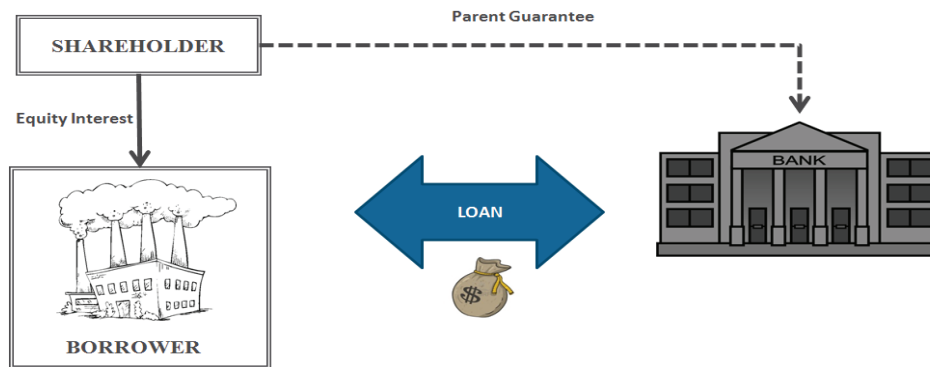 Parent Guarantee
SHAREHOLDER
Equity Interest
BANK
LOAN
$
BORROWER